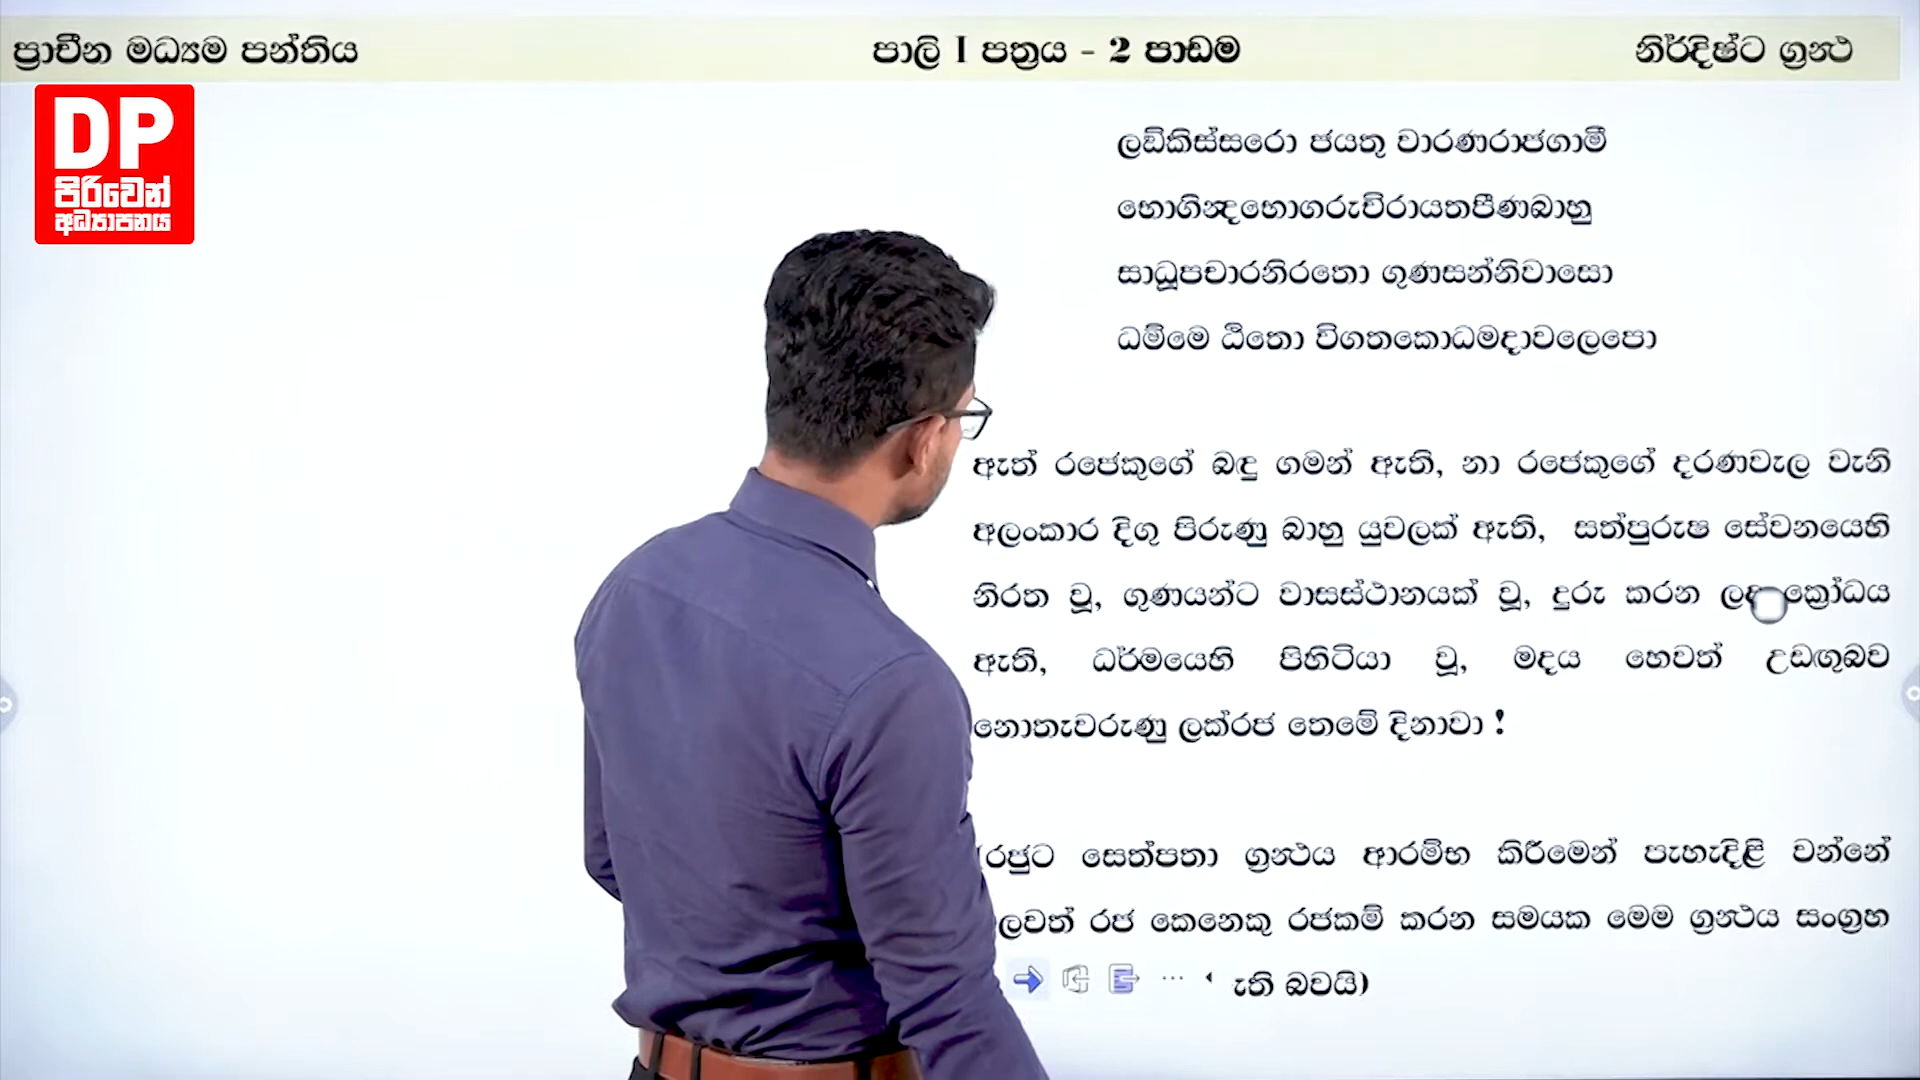 ප්‍රාචීන මධ්‍යම පන්තිය
පාලි I පත්‍රය - 2 පාඩම
නිර්දිෂ්ට ග්‍රන්ථ
DP
පිරිවෙන්
අධ්‍යාපනය
ලඞ්කිස්සරො ජයතු වාරණරාජගාමී
භොගින්‍දභොගරුචිරායතපීණබාහු
සාධූපචාරනිරතො ගුණසන්නිවාසො
ධම්මෙ ඨිතො විගතකොධමදාවලෙපො
ඇත් රජෙකුගේ බඳු ගමන් ඇති, නා රජෙකුගේ දරණවැල වැනි
අලංකාර දිගු පිරුණු බාහු යුවලක් ඇති, සත්පුරුෂ සේවනයෙහි
නිරත වූ, ගුණයන්ට වාසස්ථානයක් වූ, දුරු කරන ක්‍රෝධය
ඇති, ධර්මයෙහි පිහිටියා වූ, මදය හෙවත් උඩඟුබව
නොතැවරුණු ලක්රජ තෙමේ දිනාවා !
(රජුට සෙත්පතා ග්‍රන්ථය ආරම්භ කිරීමෙන් පැහැදිළි වන්නේ
රජ කෙනෙකු රජකම් කරන සමයක මෙම ග්‍රන්ථය සංග්‍රහ
බවයි)